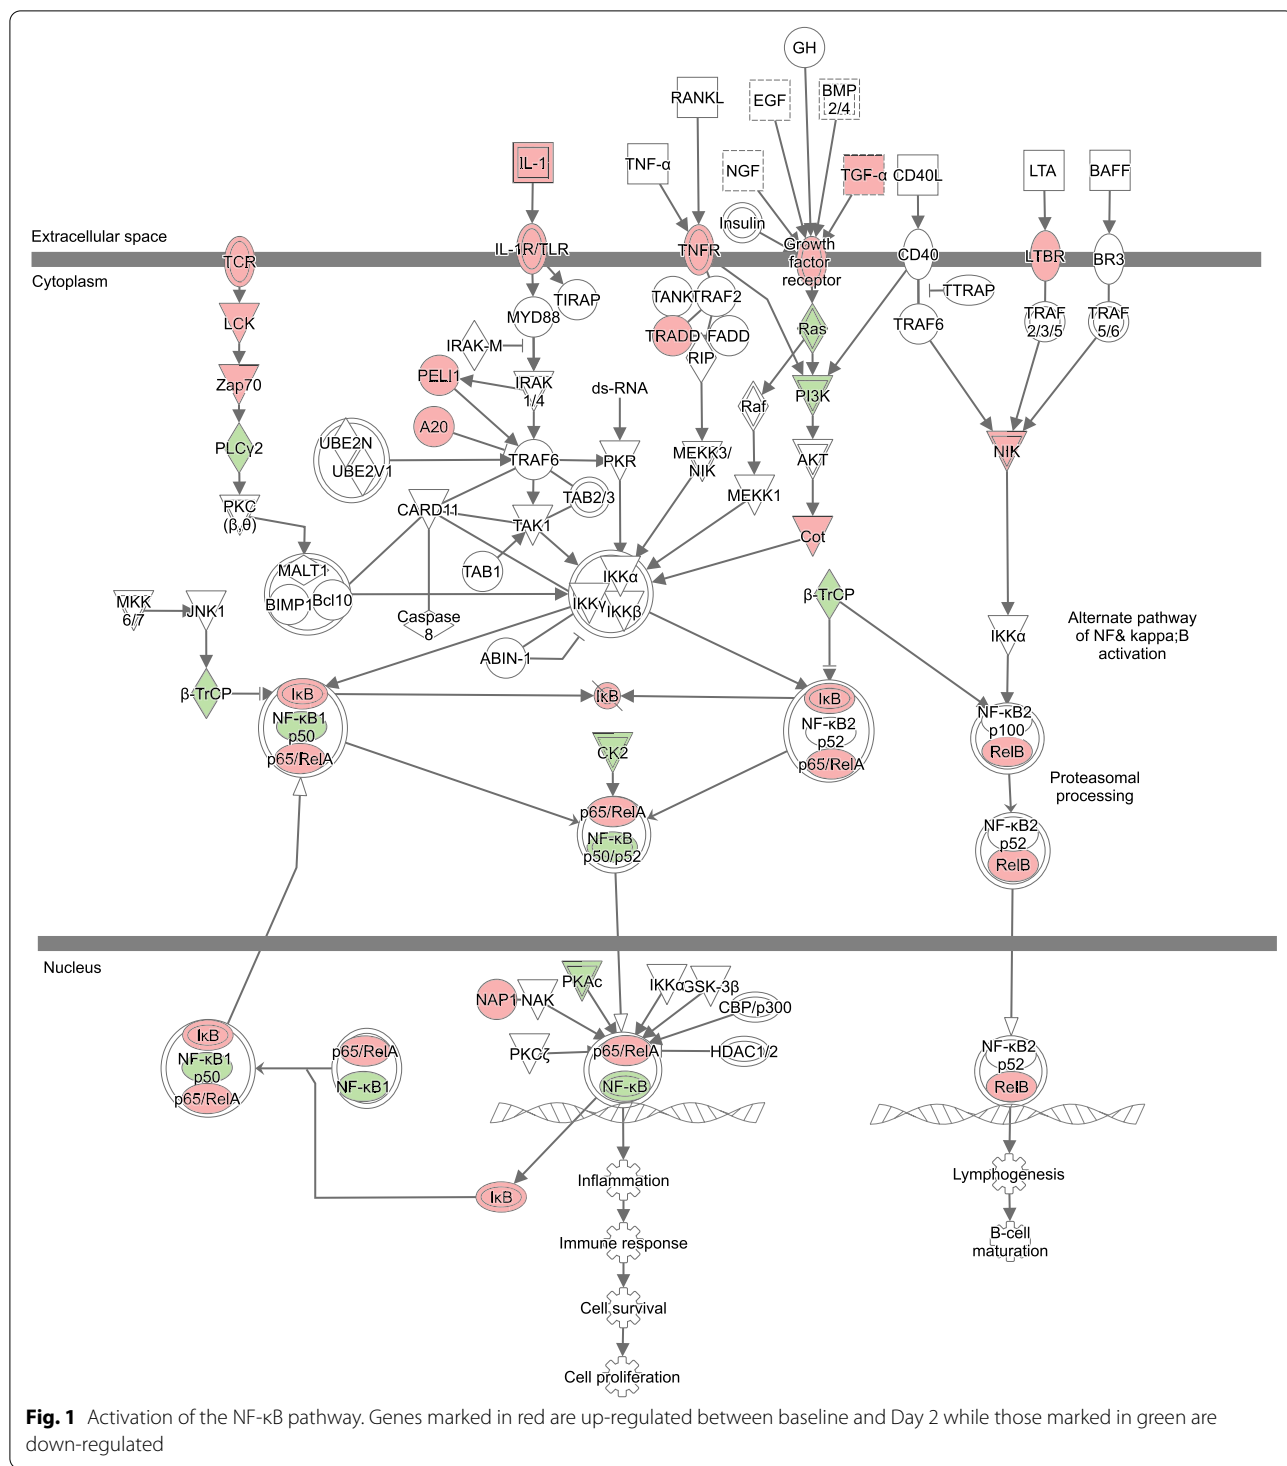 GH
RANKL
EGF
BMP
2/4
IL-1
TNF-α
NGF
TGF-α
CD40L
LTA
BAFF
Insulin
Extracellular space
TCR
IL-1R/TLR
TNFR
Growth
factor
receptor
CD40
LTBR
BR3
Cytoplasm
TIRAP
TANK
TRAF2
TTRAP
LCK
MYD88
TRADD
FADD
Ras
TRAF6
TRAF
2/3/5
TRAF
5/6
IRAK-M
RIP
Zap70
PELI1
IRAK
1/4
ds-RNA
Raf
PI3K
A20
PLCγ2
UBE2N
UBE2V1
TRAF6
PKR
MEKK3/
NIK
AKT
NIK
MEKK1
TAB2/3
PKC
(β,θ)
CARD11
TAK1
Cot
MALT1
BIMP1
Bcl10
TAB1
IKKα
IKKγ
IKKβ
β-TrCP
MKK
6/7
JNK1
Caspase
8
IKKα
Alternate pathway
of NF& kappa;B
activation
ABIN-1
β-TrCP
IκB
NF-κB1
p50
p65/RelA
IκB
IκB
NF-κB2
p52
p65/RelA
NF-κB2
p100
RelB
CK2
Proteasomal
processing
p65/RelA
NF-κB
p50/p52
NF-κB2
p52
RelB
Nucleus
NAP1
NAK
PKAc
IKKα
GSK-3β
CBP/p300
PKCζ
p65/RelA
NF-κB
HDAC1/2
IκB
NF-κB1
p50
p65/RelA
p65/RelA
NF-κB1
NF-κB2
p52
RelB
IκB
Inflammation
Immune response
Cell survival
Cell proliferation
Lymphogenesis
B-cell
maturation
Fig. 1 Activation of the NF-κB pathway. Genes marked in red are up-regulated between baseline and Day 2 while those marked in green are
down-regulated